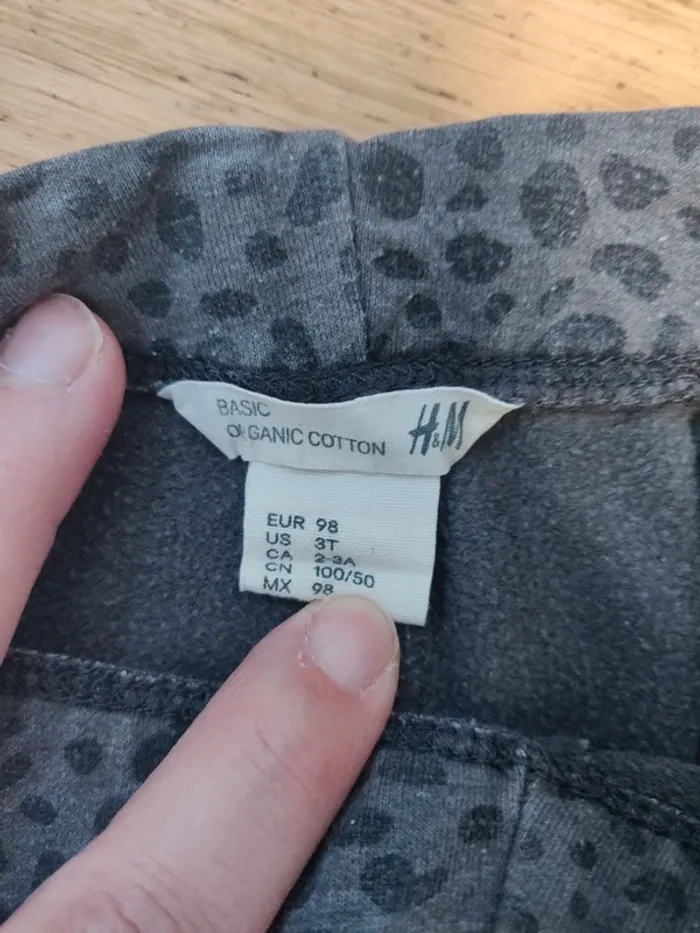 BASIC
ORGANIC COTTON
H&M
EUR 98
US 3T
CA 2-3A
CN 100/50
MX 98